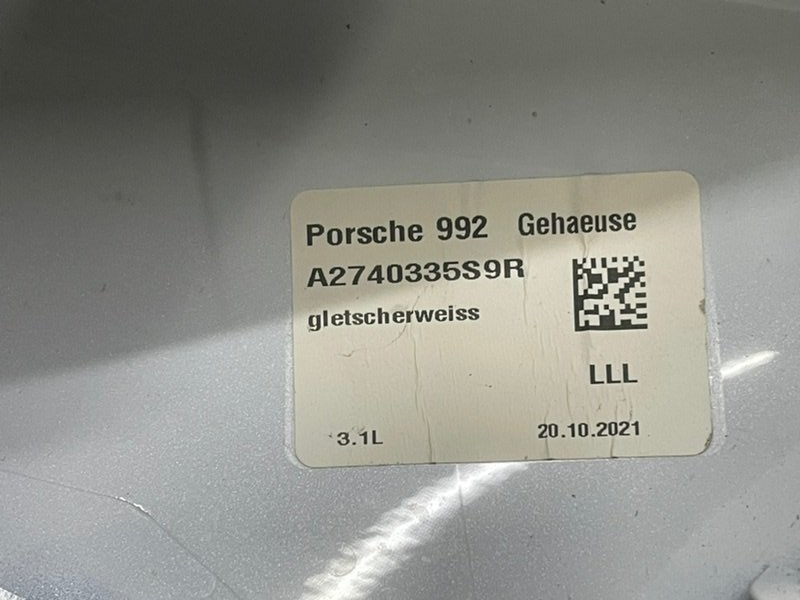 Porsche 992 Gehaeuse
A2740335S9R
gletscherweiss
LLL
3.1L 20.10.2021